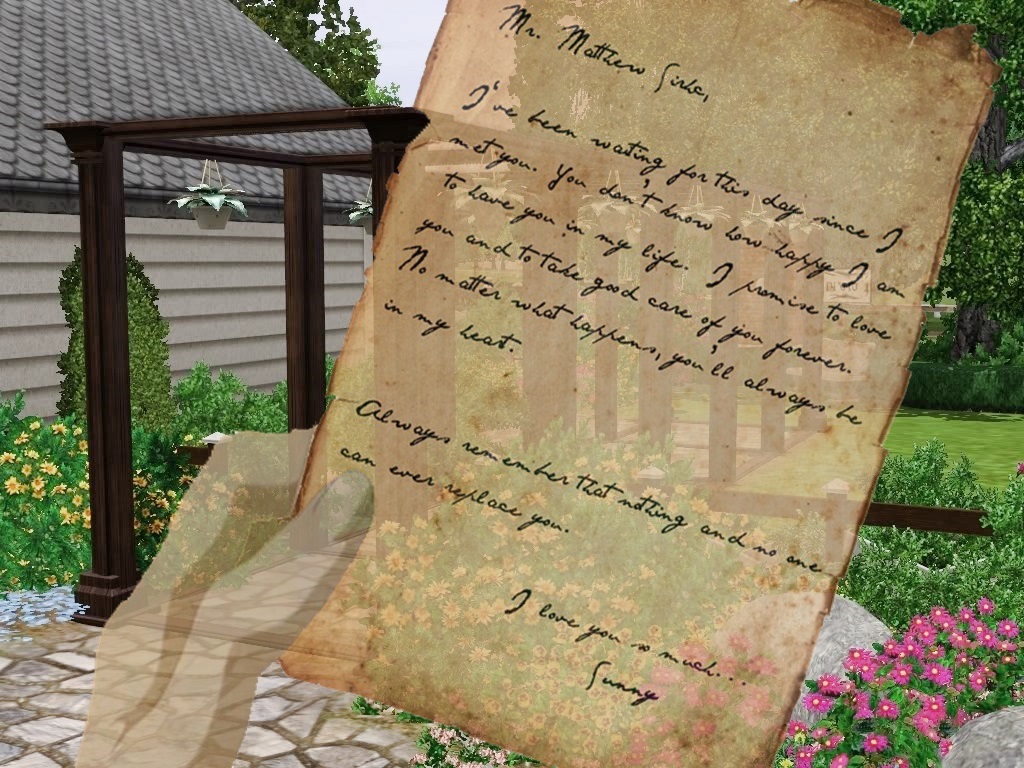 Mr. Matthew
I've been waiting for this day since I
met you. You don't know how happy I am
to have you in my life. I promise to love
you and to take good care of you forever.
No matter what happens, you'll always be
in my heart.
Always remember that nothing and no one
can ever replace you.
I love you so much...
Sunny